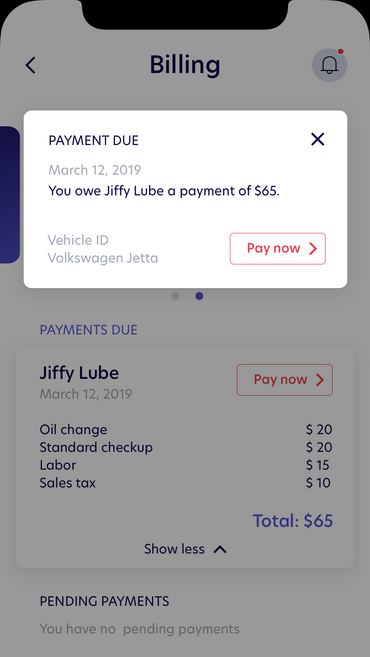 Billing
PAYMENT DUE
March 12, 2019
You owe Jiffy Lube a payment of $65.
Vehicle ID
Volkswagen Jetta
Pay now
PAYMENTS DUE
Jiffy Lube
March 12, 2019
Pay now
Oil change $ 20
Standard checkup $ 20
Labor $ 15
Sales tax $ 10
Total: $65
Show less
PENDING PAYMENTS
You have no pending payments